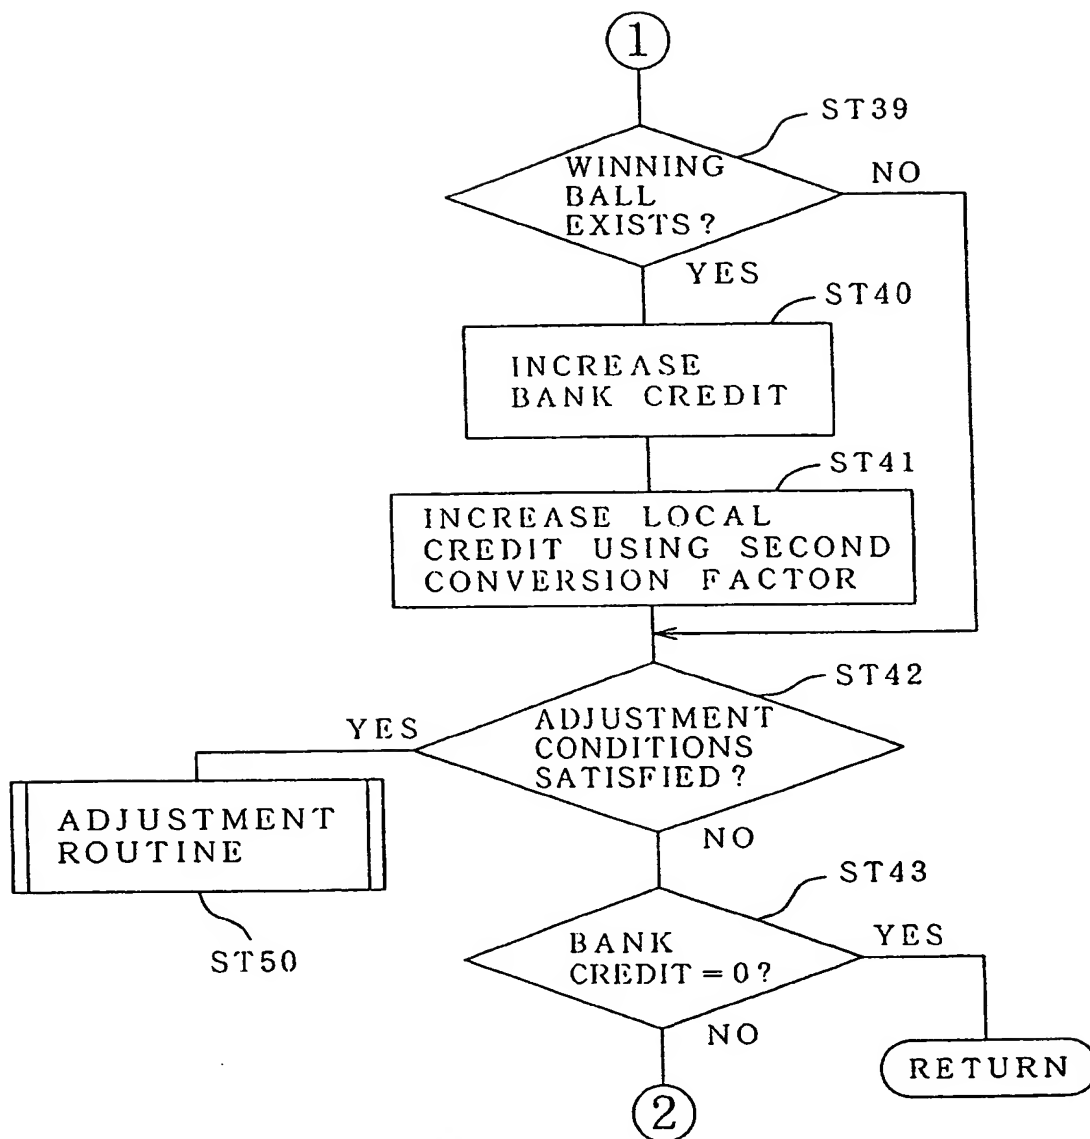 1
ST39
WINNING
BALL
EXISTS?
NO
YES
ST40
INCREASE
BANK CREDIT
ST41
INCREASE LOCAL
CREDIT USING SECOND
CONVERSION FACTOR
ST42
YES
ADJUSTMENT
CONDITIONS
SATISFIED?
ADJUSTMENT
ROUTINE
NO
ST50
ST43
BANK
CREDIT=0?
YES
NO
RETURN
2